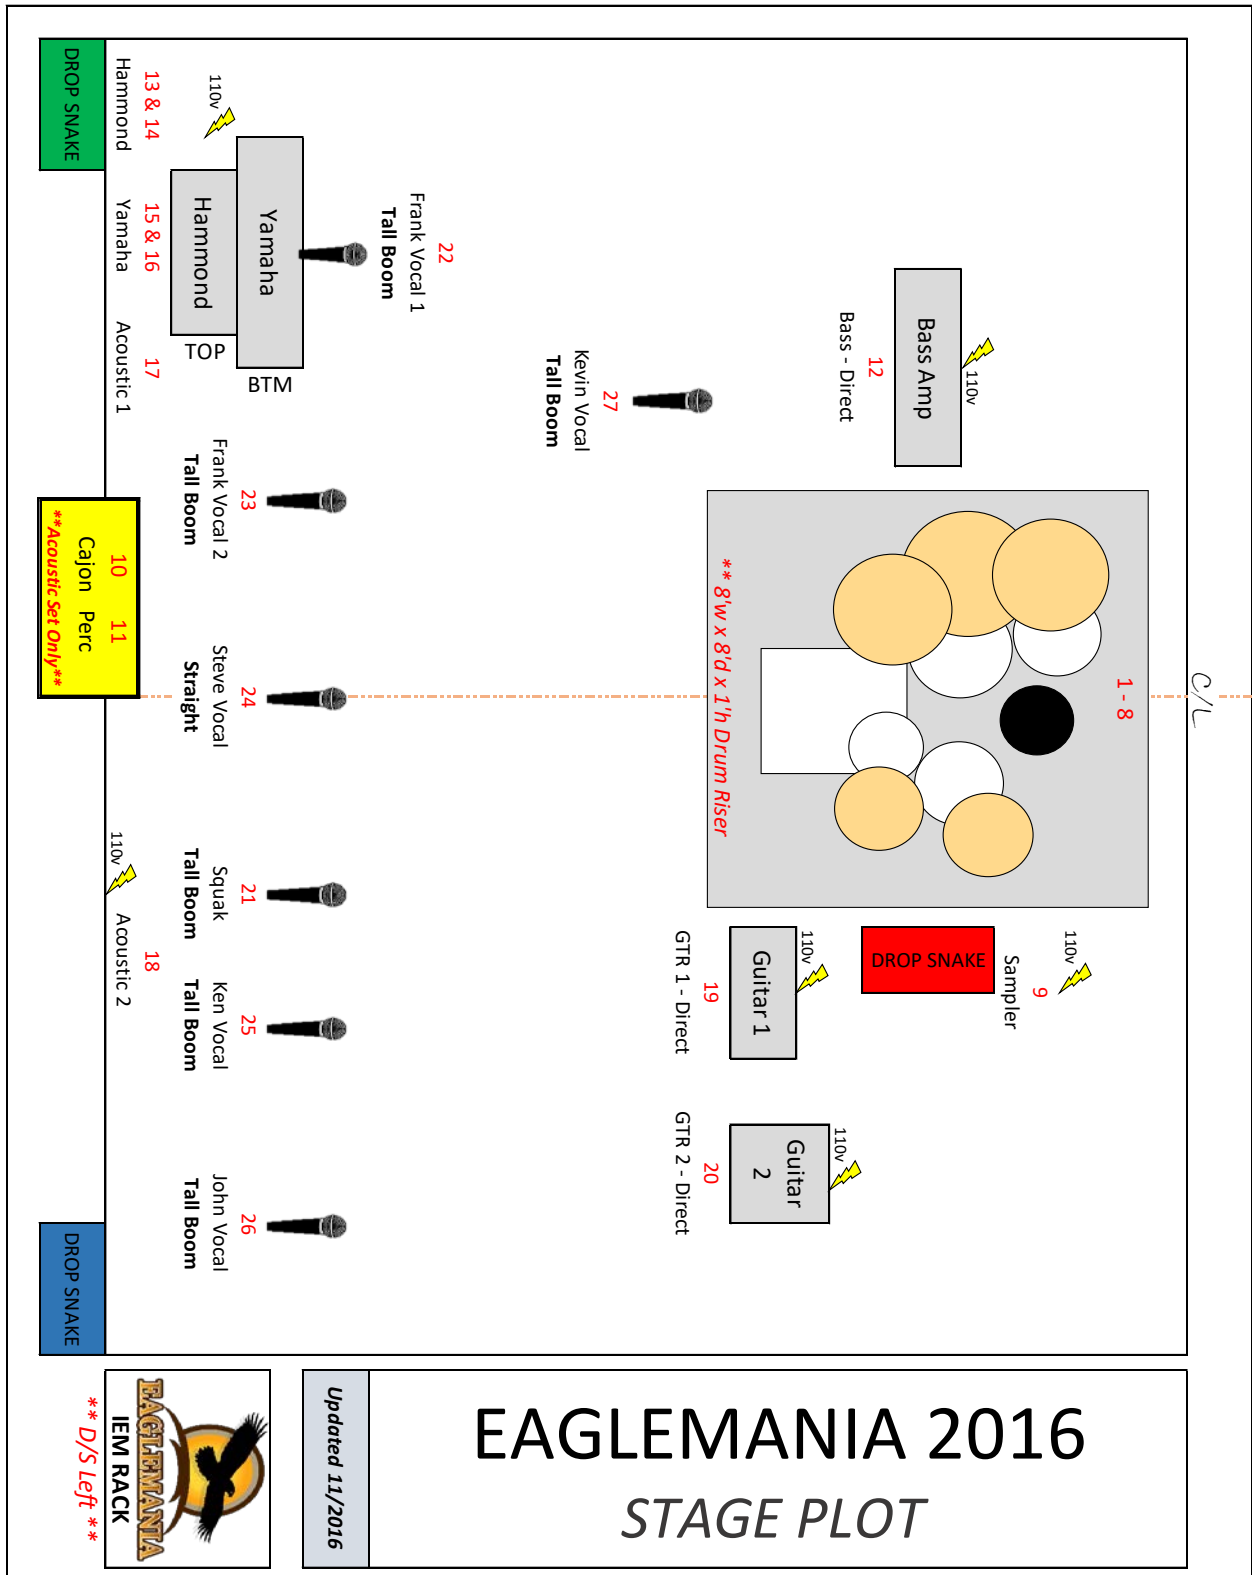 EAGLEMANIA 2016
STAGE PLOT
Updated 11/2016
EAGLEMANIA
IEM RACK
** D/S Left **
C/L
1 - 8
** 8'w x 8'd x 1'h Drum Riser
110v
Bass Amp
12
Bass - Direct
110v
9
Sampler
DROP SNAKE
110v
Guitar 1
19
GTR 1 - Direct
110v
Guitar
2
20
GTR 2 - Direct
27
Kevin Vocal
Tall Boom
22
Frank Vocal 1
Tall Boom
110v
Yamaha
BTM
Hammond
TOP
23
Frank Vocal 2
Tall Boom
24
Steve Vocal
Straight
21
Squak
Tall Boom
25
Ken Vocal
Tall Boom
26
John Vocal
Tall Boom
13 & 14
Hammond
15 & 16
Yamaha
17
Acoustic 1
110v
18
Acoustic 2
DROP SNAKE
10 11
Cajon Perc
**Acoustic Set Only**
DROP SNAKE